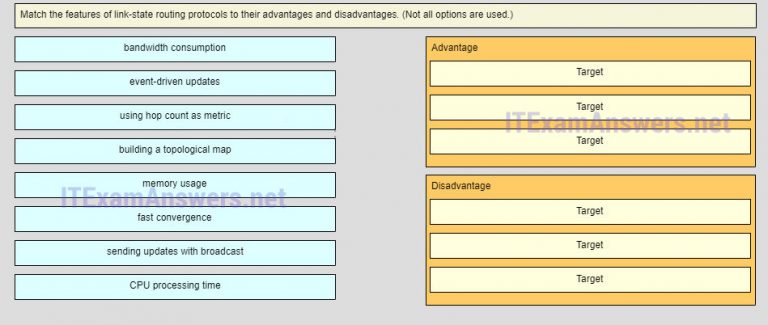 Match the features of link-state routing protocols to their advantages and disadvantages. (Not all options are used.)
bandwidth consumption
event-driven updates
using hop count as metric
building a topological map
memory usage
fast convergence
sending updates with broadcast
CPU processing time
ITExamAnswers.net
Advantage
Target
Target
Target
ITExamAnswers.net
Disadvantage
Target
Target
Target